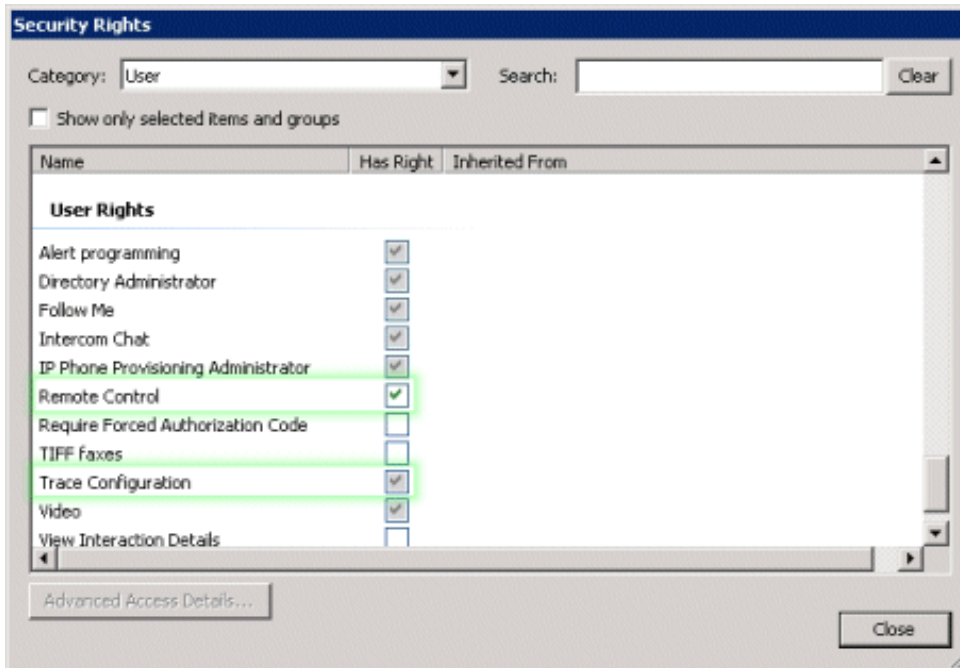 Security Rights
Category: User Search: Clear
Show only selected items and groups
Name Has Right Inherited From
User Rights
Alert programming
Directory Administrator
Follow Me
Intercom Chat
IP Phone Provisioning Administrator
Remote Control
Require Forced Authorization Code
TIFF faxes
Trace Configuration
Video
View Interaction Details
Advanced Access Details...
Close